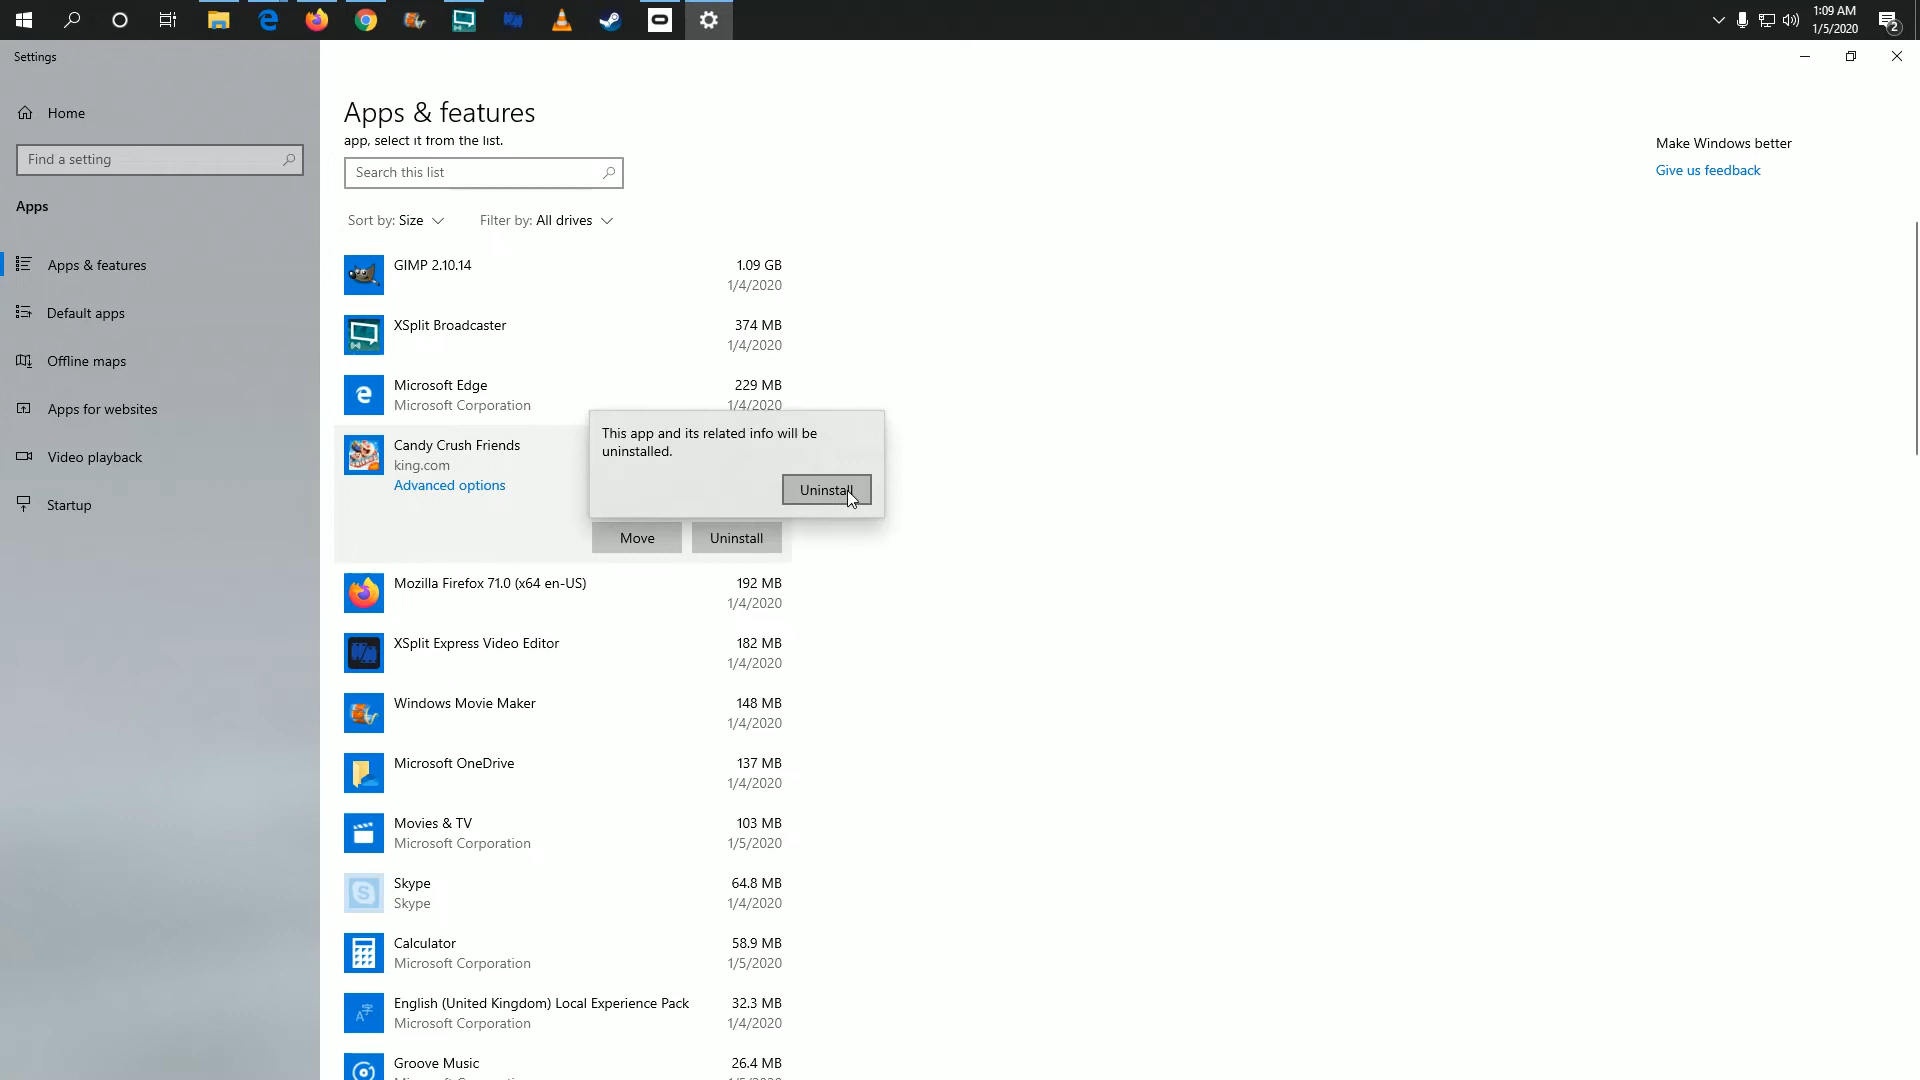 1:09 AM
1/5/2020
2
Settings
Home
Find a setting
Apps
Apps & features
Default apps
Offline maps
Apps for websites
Video playback
Startup
Apps & features
app, select it from the list.
Search this list
Sort by: Size
Filter by: All drives
GIMP 2.10.14
1.09 GB
1/4/2020
XSplit Broadcaster
374 MB
1/4/2020
Microsoft Edge
229 MB
Microsoft Corporation
1/4/2020
Candy Crush Friends
king.com
Advanced options
This app and its related info will be
uninstalled.
Uninstall
Move
Uninstall
Mozilla Firefox 71.0 (x64 en-US)
192 MB
1/4/2020
XSplit Express Video Editor
182 MB
1/4/2020
Windows Movie Maker
148 MB
1/4/2020
Microsoft OneDrive
137 MB
1/4/2020
Movies & TV
103 MB
Microsoft Corporation
1/5/2020
Skype
64.8 MB
Skype
1/4/2020
Calculator
58.9 MB
Microsoft Corporation
1/5/2020
English (United Kingdom) Local Experience Pack
32.3 MB
Microsoft Corporation
1/4/2020
Groove Music
26.4 MB
Make Windows better
Give us feedback